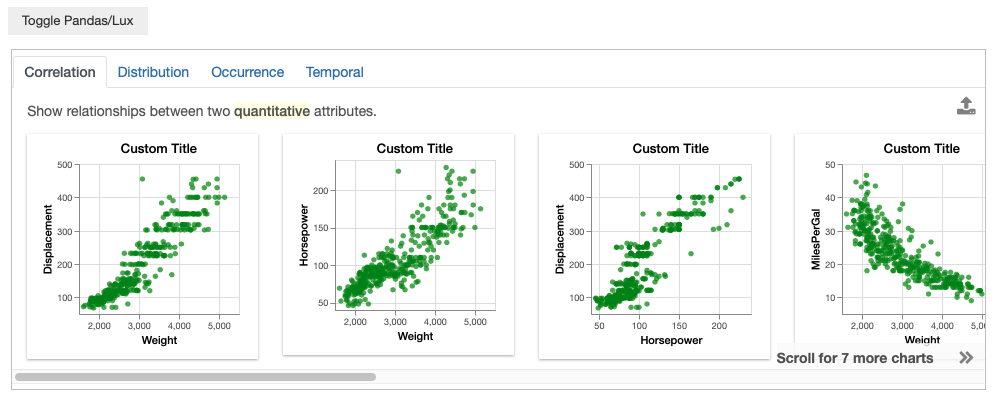 Toggle Pandas/Lux
Correlation Distribution Occurrence Temporal
Show relationships between two quantitative attributes.
Custom Title
500
400
300
200
100
Displacement
2,000 3,000 4,000 5,000
Weight
Custom Title
200
150
100
50
Horsepower
2,000 3,000 4,000 5,000
Weight
Custom Title
500
400
300
200
100
Displacement
50 100 150 200
Horsepower
Custom Title
50
40
30
20
10
MilesPerGal
2,000 3,000 4,000 5,0
Weight
Scroll for 7 more charts